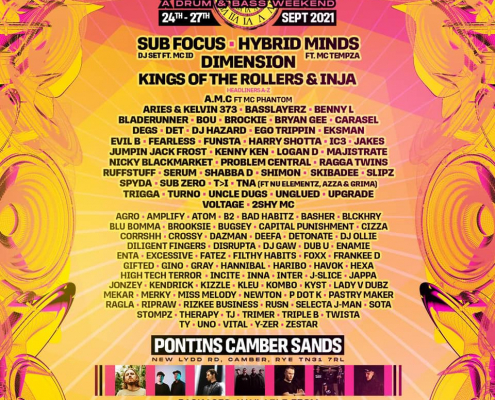 A DRUM & BASS WEEKEND
24TH - 27TH SEPT 2021
SUB FOCUS • HYBRID MINDS
DJ SET FT. MC ID FT. MC TEMPZA
DIMENSION
KINGS OF THE ROLLERS & INJA
HEADLINERS A-Z
A.M.C FT MC PHANTOM
ARIES & KELVIN 373 • BASSLAYERZ • BENNY L
BLADERUNNER • BOU • BROCKIE • BRYAN GEE • CARASEL
DEGS • DET • DJ HAZARD • EGO TRIPPIN • EKSMAN
EVIL B • FEARLESS • FUNSTA • HARRY SHOTTA • IC3 • JAKES
JUMPIN JACK FROST • KENNY KEN • LOGAN D • MAJISTRATE
NICKY BLACKMARKET • PROBLEM CENTRAL • RAGGA TWINS
RUFFSTUFF • SERUM • SHABBA D • SHIMON • SKIBADEE • SLIPZ
SPYDA • SUB ZERO • T>I • TNA (FT NU ELEMENTZ, AZZA & GRIMA)
TRIGGA • TURNO • UNCLE DUGS • UNGLUED • UPGRADE
VOLTAGE • 2SHY MC
AGRO • AMPLIFY • ATOM • B2 • BAD HABITZ • BASHER • BLCKHRY
BLU BOMMA • BROOKSIE • BUGSEY • CAPITAL PUNISHMENT • CIZZA
CORRSHH • CROSSY • DAZMAN • DEEFA • DETONATE • DJ OLLIE
DILIGENT FINGERS • DISRUPTA • DJ GAW • DUB U • ENAMIE
ENTA • EXCESSIVE • FATEZ • FILTHY HABITS • FOXX • FRANKEE D
GIFTED • GINO • GRAY • HANNIBAL • HARIBO • HAVOK • HEXA
HIGH TECH TERROR • INCITE • INNA • INTER • J-SLICE • JAPPA
JONZEY • KENDRICK • KIZZLE • KLEU • KOMBO • KYST • LADY V DUBZ
MEKAR • MERKY • MISS MELODY • NEWTON • P DOT K • PASTRY MAKER
RAGLA • RIPRAW • RIZKEE BUSINESS • RUSN • SELECTA J-MAN • SOTA
STOMPZ • THERAPY • TJ • TRIMER • TRIPLE B • TWISTA
TY • UNO • VITAL • Y-ZER • ZESTAR
PONTINS CAMBER SANDS
NEW LYDD RD, CAMBER, RYE TN31 7RL